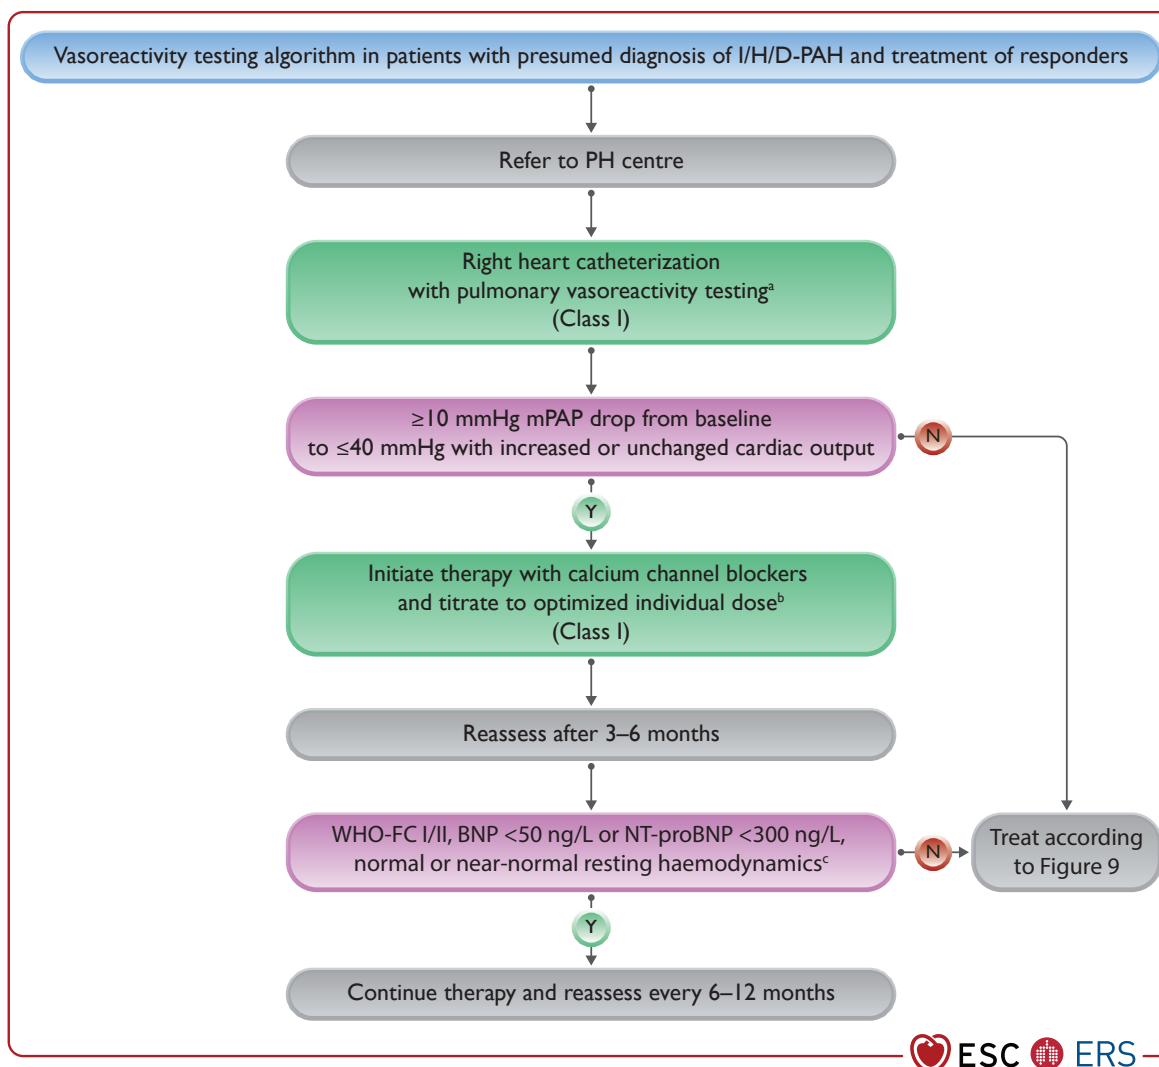 Vasoreactivity testing algorithm in patients with presumed diagnosis of I/H/D-PAH and treatment of responders
Refer to PH centre
Right heart catheterization
with pulmonary vasoreactivity testingᵃ
(Class I)
≥10 mmHg mPAP drop from baseline
to ≤40 mmHg with increased or unchanged cardiac output
N
Y
Initiate therapy with calcium channel blockers
and titrate to optimized individual doseᵇ
(Class I)
Reassess after 3–6 months
WHO-FC I/II, BNP <50 ng/L or NT-proBNP <300 ng/L,
normal or near-normal resting haemodynamicsᶜ
N
Treat according
to Figure 9
Y
Continue therapy and reassess every 6–12 months
ESC ERS